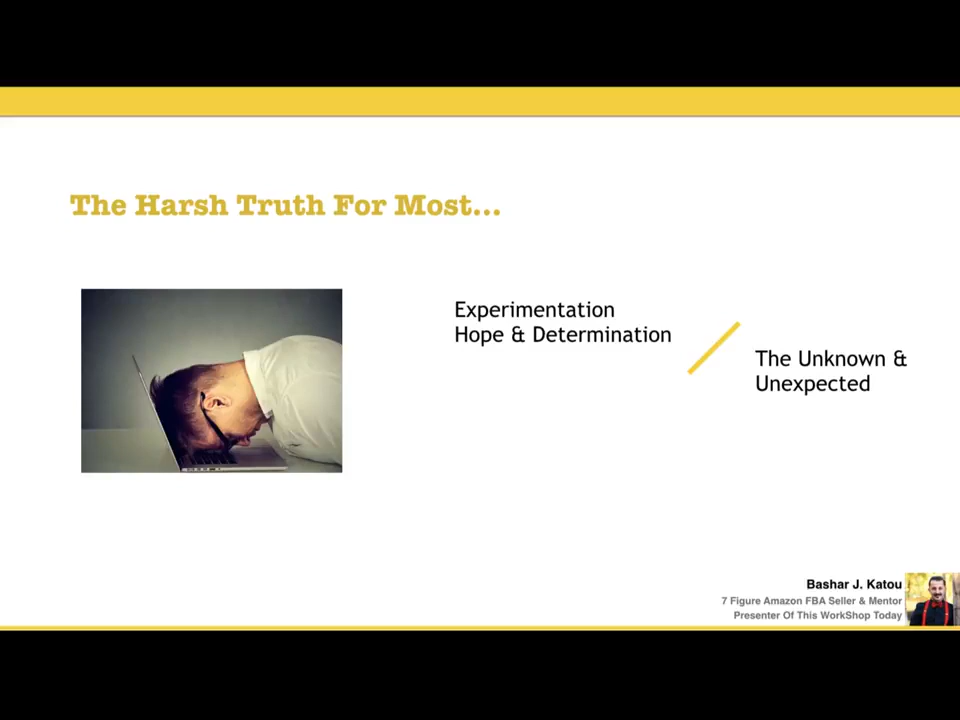 The Harsh Truth For Most...
Experimentation
Hope & Determination
The Unknown &
Unexpected
Bashar J. Katou
7 Figure Amazon FBA Seller & Mentor
Presenter Of This WorkShop Today